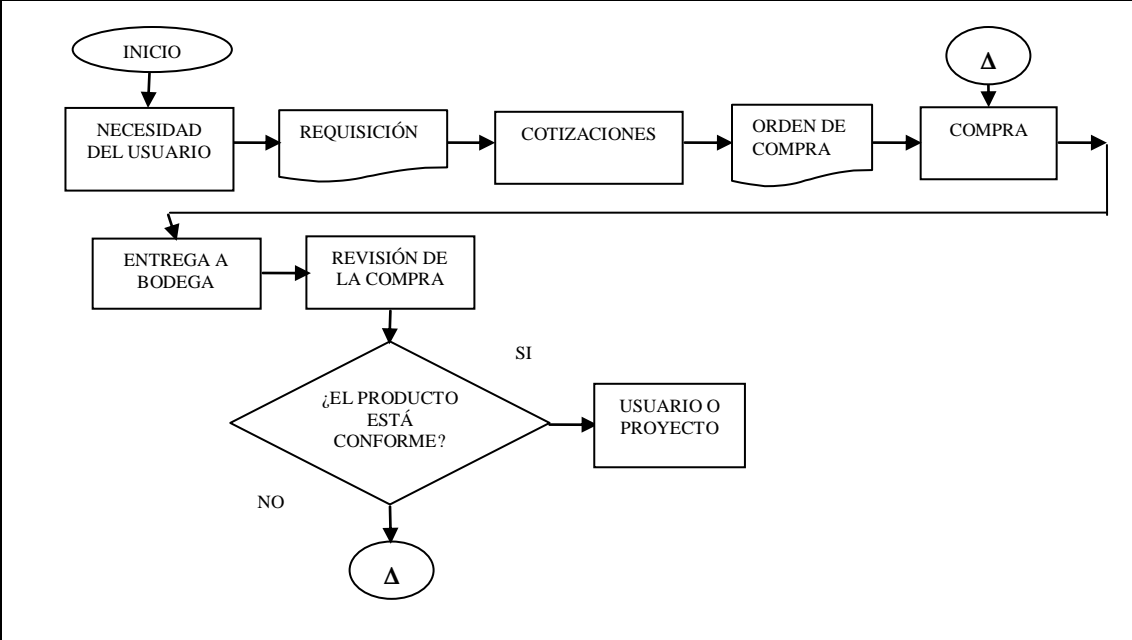 INICIO
Δ
NECESIDAD
DEL USUARIO
REQUISICIÓN
COTIZACIONES
ORDEN DE
COMPRA
COMPRA
ENTREGA A
BODEGA
REVISIÓN DE
LA COMPRA
SI
¿EL PRODUCTO
ESTÁ
CONFORME?
USUARIO O
PROYECTO
NO
Δ